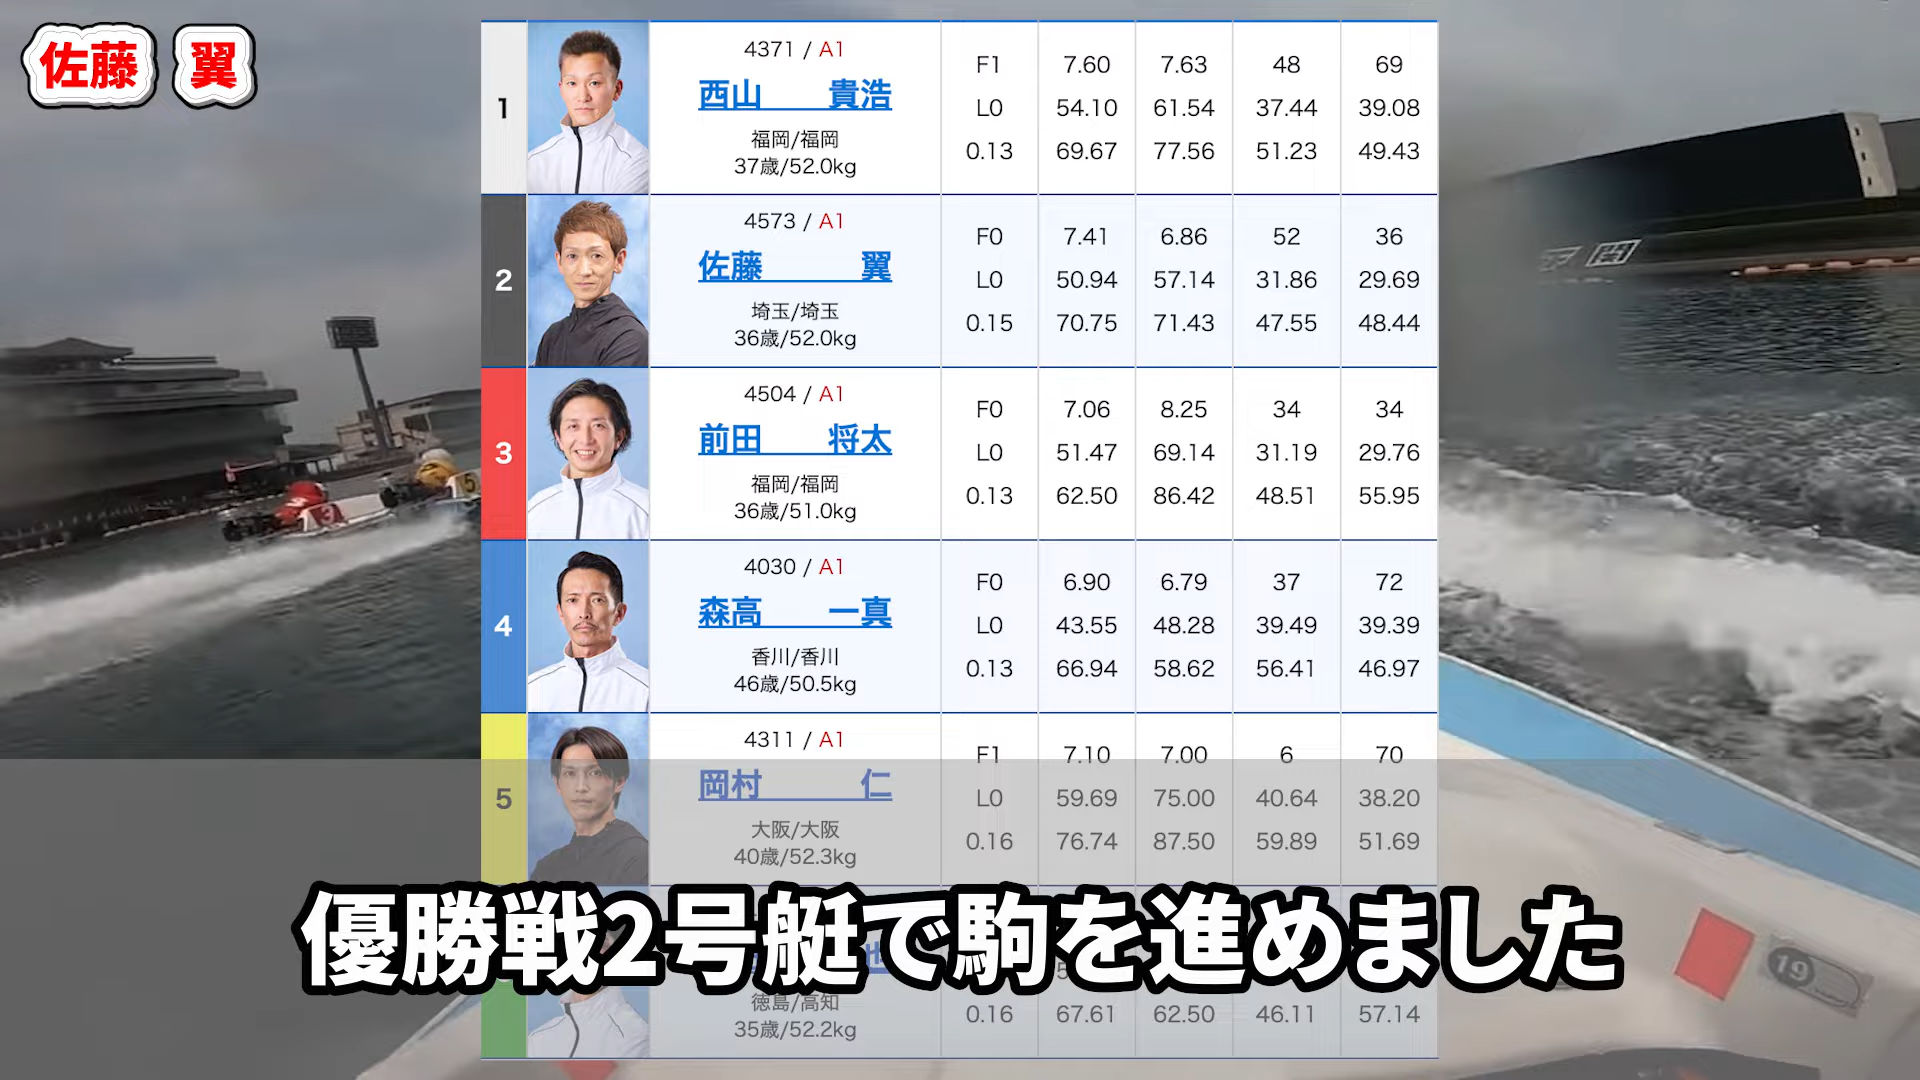 佐藤 翼
1
4371 / A1
西山 貴浩
福岡/福岡
37歳/52.0kg
F1 7.60 7.63 48 69
L0 54.10 61.54 37.44 39.08
0.13 69.67 77.56 51.23 49.43
2
4573 / A1
佐藤 翼
埼玉/埼玉
36歳/52.0kg
F0 7.41 6.86 52 36
L0 50.94 57.14 31.86 29.69
0.15 70.75 71.43 47.55 48.44
3
4504 / A1
前田 将太
福岡/福岡
36歳/51.0kg
F0 7.06 8.25 34 34
L0 51.47 69.14 31.19 29.76
0.13 62.50 86.42 48.51 55.95
4
4030 / A1
森高 一真
香川/香川
46歳/50.5kg
F0 6.90 6.79 37 72
L0 43.55 48.28 39.49 39.39
0.13 66.94 58.62 56.41 46.97
5
4311 / A1
岡村 仁
大阪/大阪
40歳/52.3kg
F1 7.10 7.00 6 70
L0 59.69 75.00 40.64 38.20
0.16 76.74 87.50 59.89 51.69
徳島/高知
35歳/52.2kg
0.16 67.61 62.50 46.11 57.14
優勝戦2号艇で駒を進めました
3
5
19